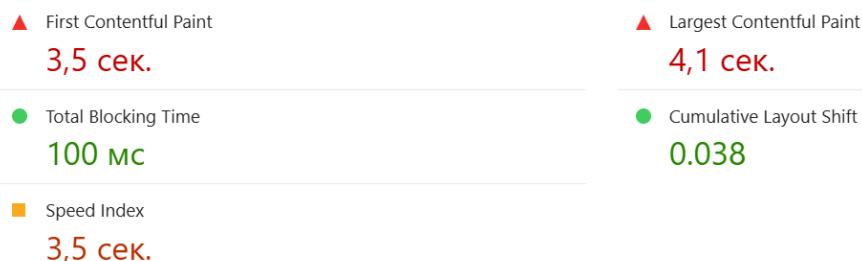 First Contentful Paint
3,5 сек.
Largest Contentful Paint
4,1 сек.
Total Blocking Time
100 мс
Cumulative Layout Shift
0.038
Speed Index
3,5 сек.